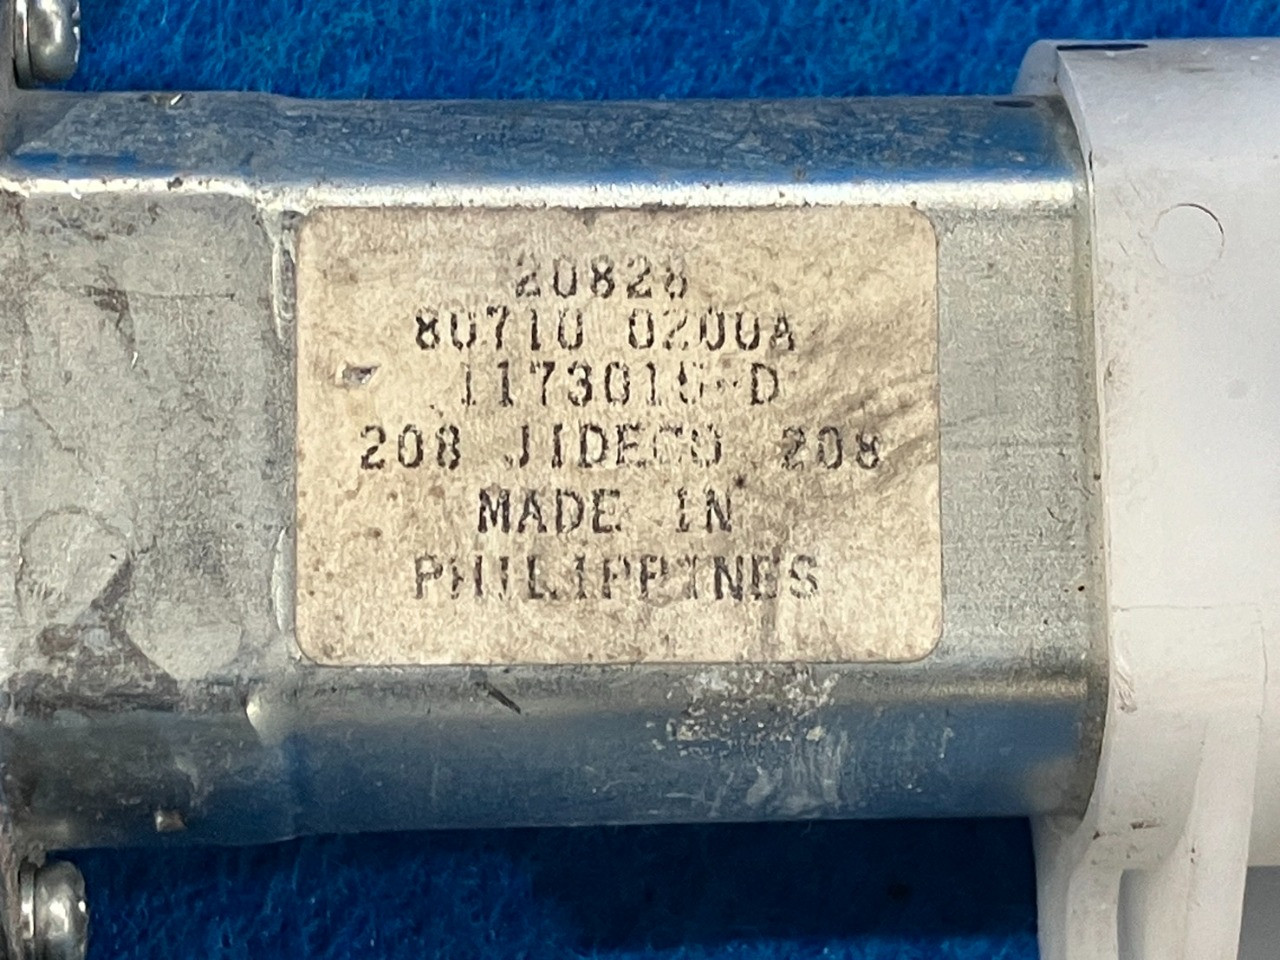 20828
80710 0200A
1173015-D
208 JIDECO 208
MADE IN
PHILIPPINES